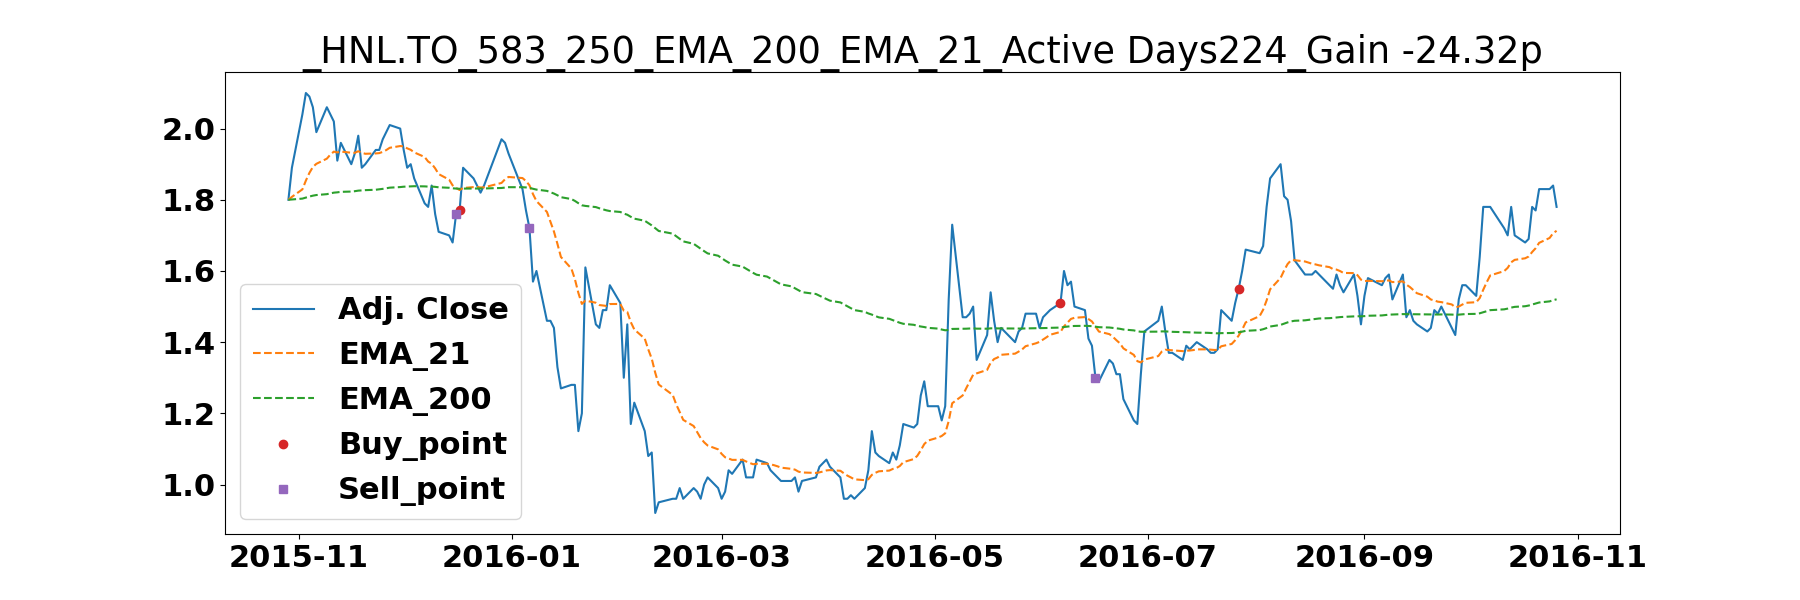 _HNL.TO_583_250_EMA_200_EMA_21_Active Days224_Gain -24.32p
2.0
1.8
1.6
1.4
1.2
1.0
Adj. Close
EMA_21
EMA_200
Buy_point
Sell_point
2015-11 2016-01 2016-03 2016-05 2016-07 2016-09 2016-11